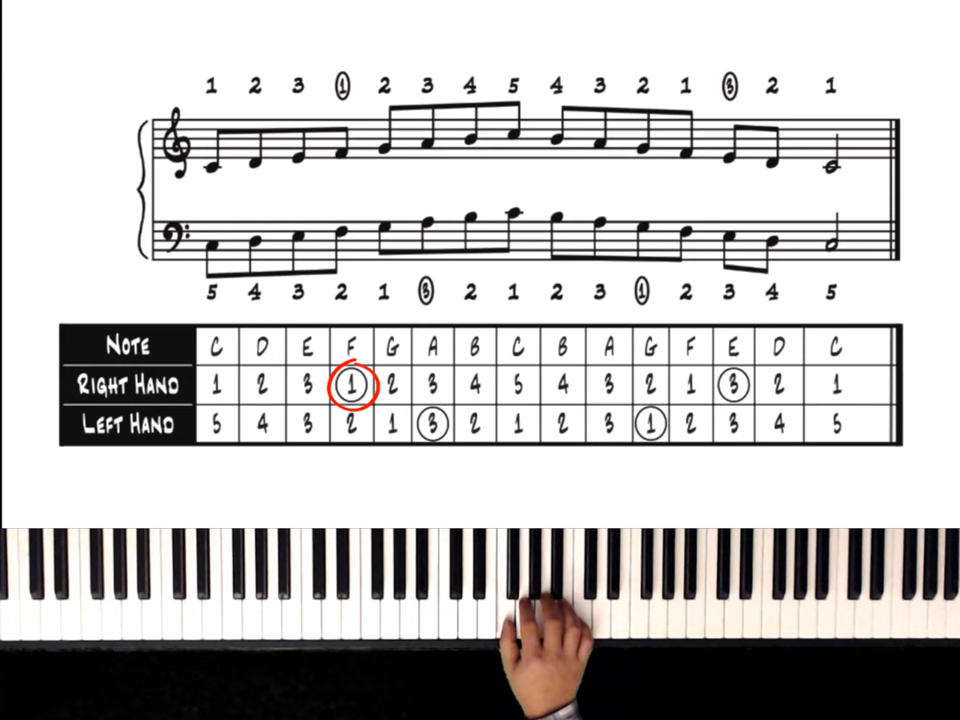 1 2 3 1 2 3 4 5 4 3 2 1 3 2 1
5 4 3 2 1 3 2 1 2 3 1 2 3 4 5
NOTE C D E F G A B C B A G F E D C
RIGHT HAND 1 2 3 1 2 3 4 5 4 3 2 1 3 2 1
LEFT HAND 5 4 3 2 1 3 2 1 2 3 1 2 3 4 5